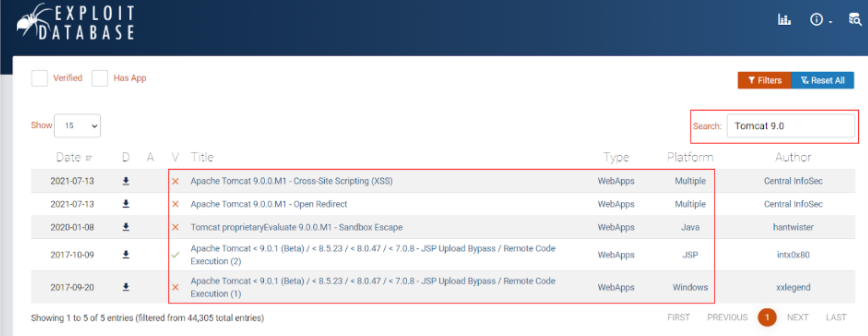 EXPLOIT
DATABASE
Verified Has App
Filters Reset All
Show 15
Search: Tomcat 9.0
Date D A V Title Type Platform Author
2021-07-13 Apache Tomcat 9.0.0.M1 - Cross-Site Scripting (XSS) WebApps Multiple Central InfoSec
2021-07-13 Apache Tomcat 9.0.0.M1 - Open Redirect WebApps Multiple Central InfoSec
2020-01-08 Tomcat proprietaryEvaluate 9.0.0.M1 - Sandbox Escape WebApps Java hantwister
2017-10-09 Apache Tomcat < 9.0.1 (Beta) / < 8.5.23 / < 8.0.47 / < 7.0.8 - JSP Upload Bypass / Remote Code WebApps JSP intx0x80
Execution (2)
2017-09-20 Apache Tomcat < 9.0.1 (Beta) / < 8.5.23 / < 8.0.47 / < 7.0.8 - JSP Upload Bypass / Remote Code WebApps Windows xxlegend
Execution (1)
Showing 1 to 5 of 5 entries (filtered from 44,305 total entries) FIRST PREVIOUS 1 NEXT LAST